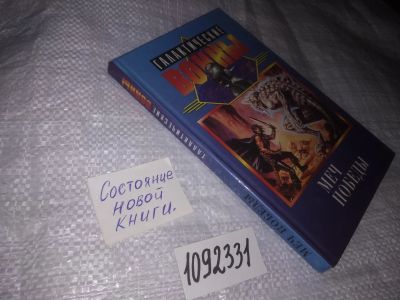 ГАЛАКТИЧЕСКИЕ
ВОЙНЫ
МЕЧ
ПОБЕДЫ
ГАЛАКТИЧЕСКИЕ ВОЙНЫ
МЕЧ ПОБЕДЫ
Состояние
новой
книги.
1092331